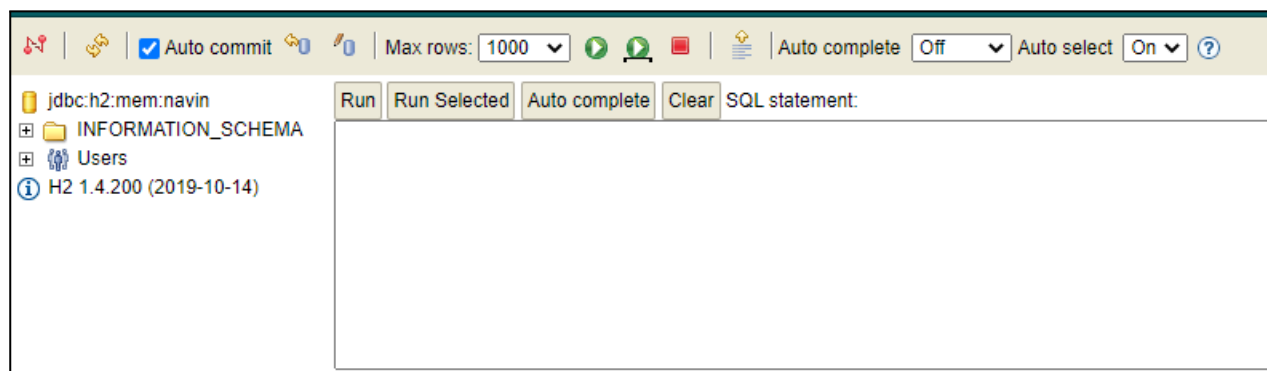 Auto commit Max rows: 1000 Auto complete Off Auto select On ?
jdbc:h2:mem:navin
INFORMATION_SCHEMA
Users
H2 1.4.200 (2019-10-14)
Run Run Selected Auto complete Clear SQL statement: